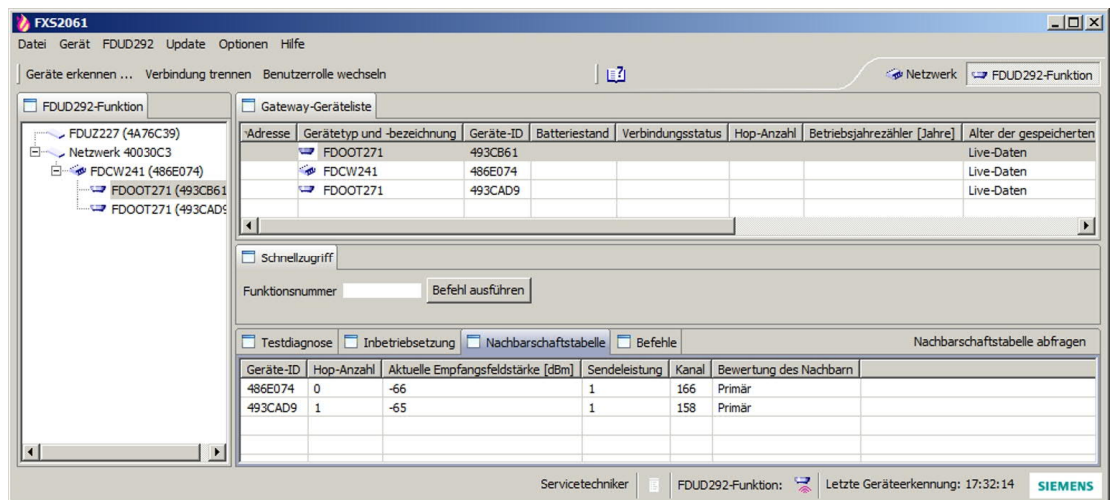 FXS2061
Datei Gerät FDUD292 Update Optionen Hilfe
Geräte erkennen ... Verbindung trennen Benutzerrolle wechseln
Netzwerk FDUD292-Funktion
FDUD292-Funktion
FDUZ227 (4A76C39)
Netzwerk 40030C3
FDCW241 (486E074)
FDOOT271 (493CB61
FDOOT271 (493CAD9
Gateway-Geräteliste
Adresse Gerätetyp und -bezeichnung Geräte-ID Batteriestand Verbindungsstatus Hop-Anzahl Betriebsjahrezähler [Jahre] Alter der gespeicherten
FDOOT271 493CB61 Live-Daten
FDCW241 486E074 Live-Daten
FDOOT271 493CAD9 Live-Daten
Schnellzugriff
Funktionsnummer Befehl ausführen
Testdiagnose Inbetriebsetzung Nachbarschaftstabelle Befehle Nachbarschaftstabelle abfragen
Geräte-ID Hop-Anzahl Aktuelle Empfangsfeldstärke [dBm] Sendeleistung Kanal Bewertung des Nachbarn
486E074 0 -66 1 166 Primär
493CAD9 1 -65 1 158 Primär
Servicetechniker FDUD292-Funktion: Letzte Geräteerkennung: 17:32:14 SIEMENS